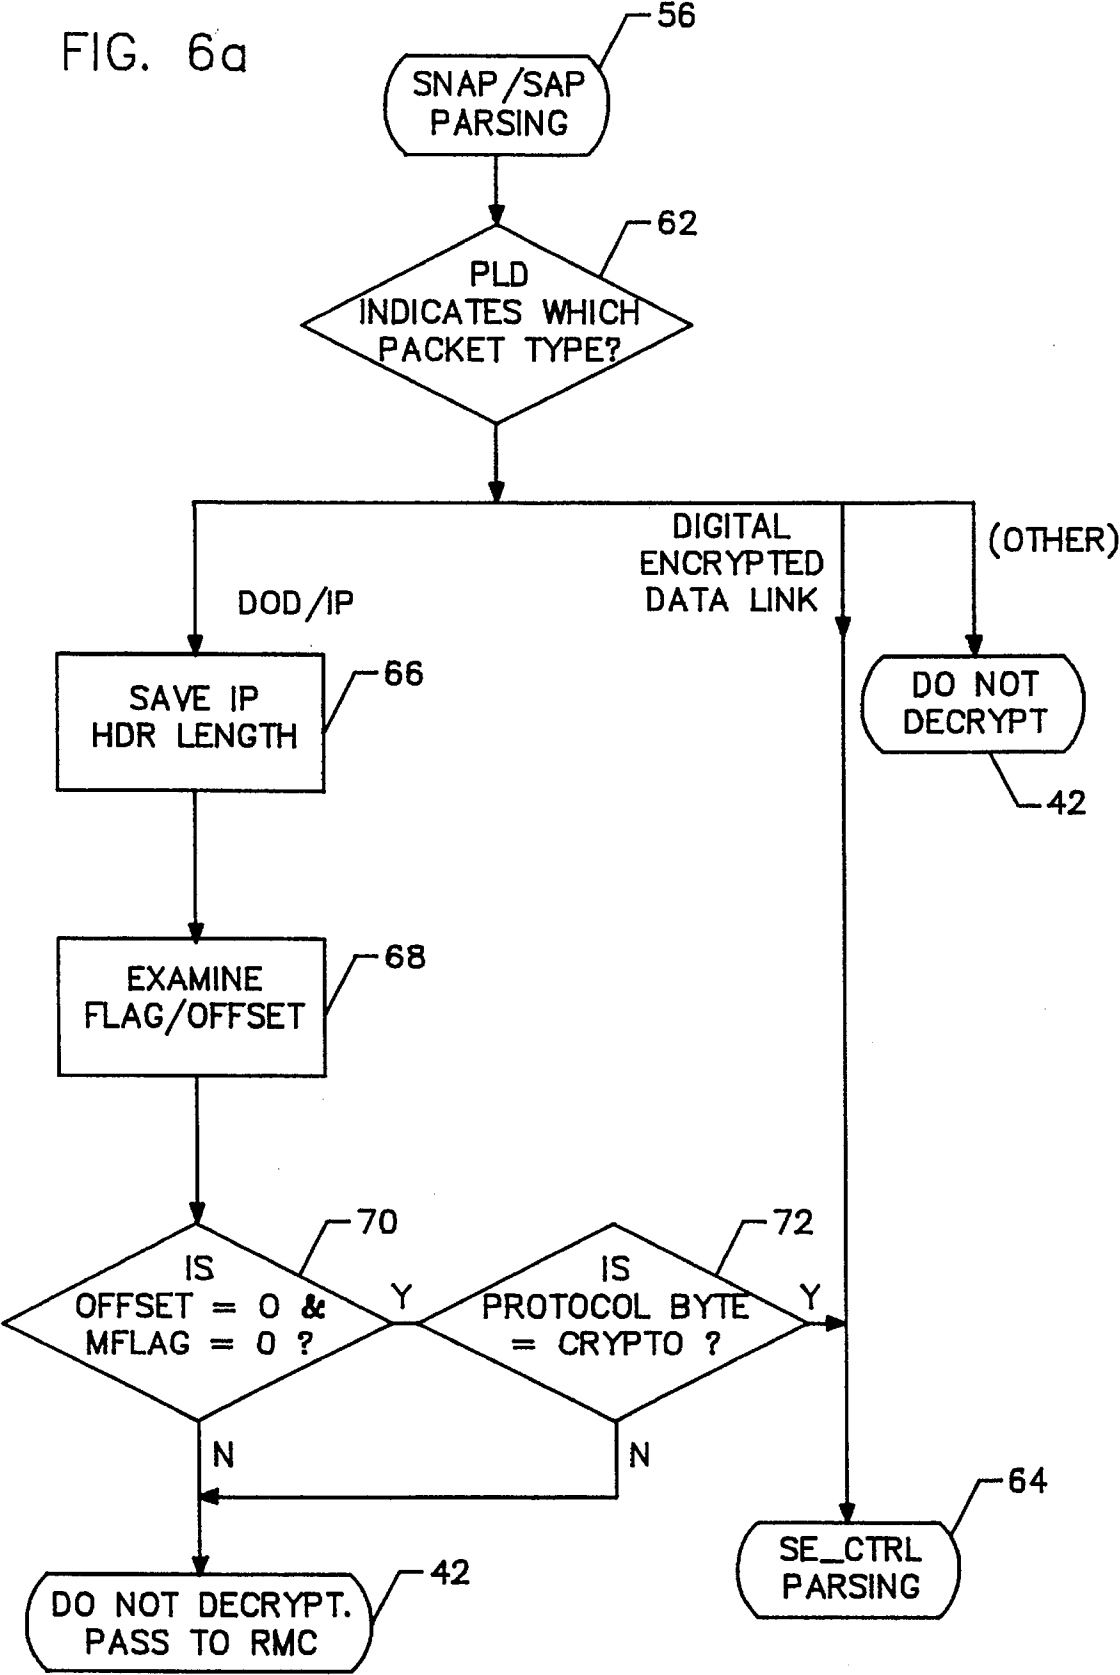 FIG. 6a
56
SNAP/SAP
PARSING
62
PLD
INDICATES WHICH
PACKET TYPE?
DIGITAL
ENCRYPTED
DATA LINK
(OTHER)
DOD/IP
66
SAVE IP
HDR LENGTH
DO NOT
DECRYPT
42
68
EXAMINE
FLAG/OFFSET
70
IS
OFFSET = 0 &
MFLAG = 0 ?
Y
72
IS
PROTOCOL BYTE
= CRYPTO ?
Y
N
N
64
SE_CTRL
PARSING
42
DO NOT DECRYPT.
PASS TO RMC